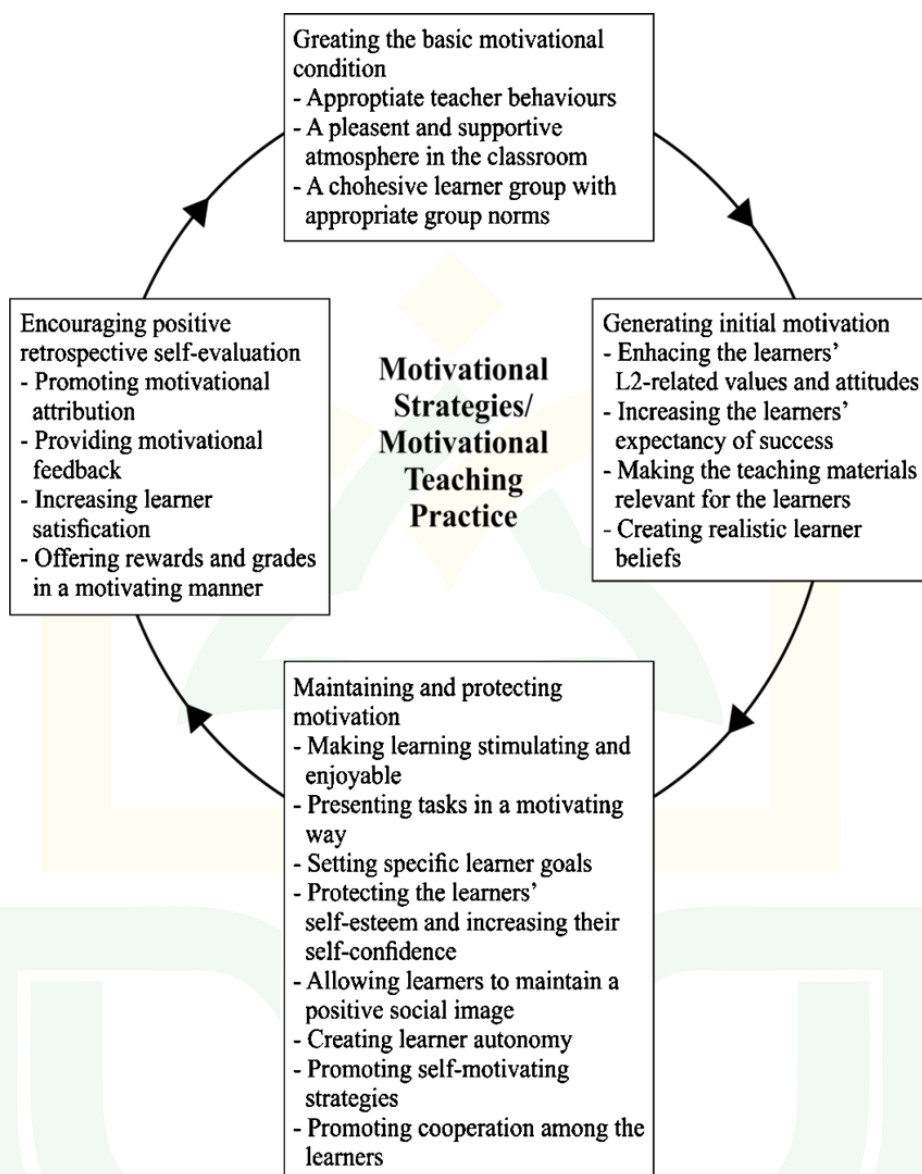 Greating the basic motivational
condition
- Approptiate teacher behaviours
- A pleasent and supportive
atmosphere in the classroom
- A chohesive learner group with
appropriate group norms
Encouraging positive
retrospective self-evaluation
- Promoting motivational
attribution
- Providing motivational
feedback
- Increasing learner
satisfication
- Offering rewards and grades
in a motivating manner
Motivational
Strategies/
Motivational
Teaching
Practice
Generating initial motivation
- Enhacing the learners’
L2-related values and attitudes
- Increasing the learners’
expectancy of success
- Making the teaching materials
relevant for the learners
- Creating realistic learner
beliefs
Maintaining and protecting
motivation
- Making learning stimulating and
enjoyable
- Presenting tasks in a motivating
way
- Setting specific learner goals
- Protecting the learners’
self-esteem and increasing their
self-confidence
- Allowing learners to maintain a
positive social image
- Creating learner autonomy
- Promoting self-motivating
strategies
- Promoting cooperation among the
learners